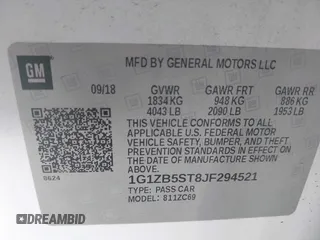 MFD BY GENERAL MOTORS LLC
GM
09/18 GVWR GAWR FRT GAWR RR
1834 KG 948 KG 886 KG
4043 LB 2090 LB 1953 LB
THIS VEHICLE CONFORMS TO ALL
APPLICABLE U.S. FEDERAL MOTOR
VEHICLE SAFETY, BUMPER, AND THEFT
PREVENTION STANDARDS IN EFFECT ON
THE DATE OF MANUFACTURE SHOWN ABOVE.
S624
1G1ZB5ST8JF294521
TYPE: PASS CAR
MODEL: 811ZC69
STATUS: DREAMBID